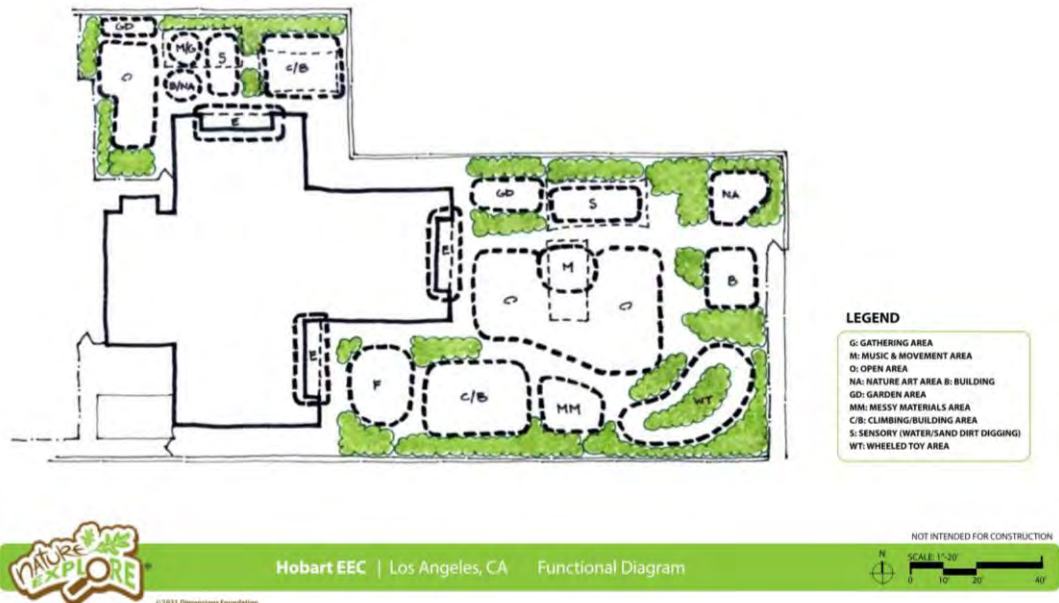 GD
M/G
S
C/B
O
B/NA
E
GD
S
NA
E
M
O
O
B
E
F
C/B
MM
WT
LEGEND
G: GATHERING AREA
M: MUSIC & MOVEMENT AREA
O: OPEN AREA
NA: NATURE ART AREA B: BUILDING
GD: GARDEN AREA
MM: MESSY MATERIALS AREA
C/B: CLIMBING/BUILDING AREA
S: SENSORY (WATER/SAND DIRT DIGGING)
WT: WHEELED TOY AREA
NOT INTENDED FOR CONSTRUCTION
NATURE
EXPLORE®
Hobart EEC | Los Angeles, CA Functional Diagram
N
SCALE: 1"-20'
0 10' 20' 40'
©2021 Dimensions Foundation